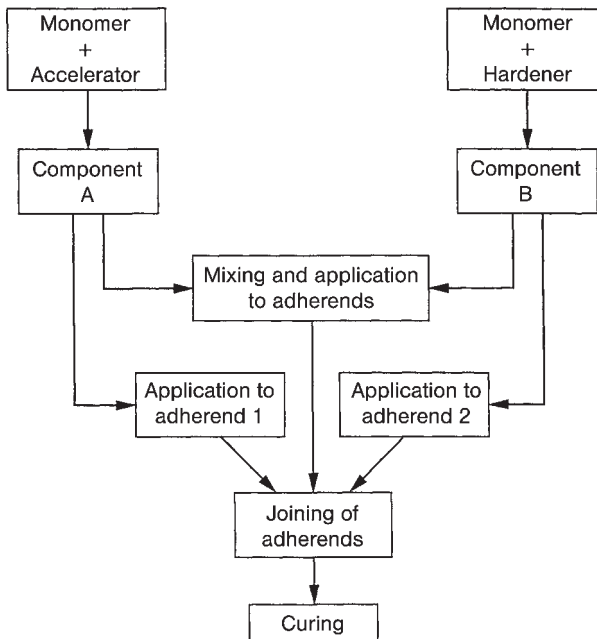 Monomer
+
Accelerator
Monomer
+
Hardener
Component
A
Component
B
Mixing and application
to adherends
Application to
adherend 1
Application to
adherend 2
Joining of
adherends
Curing